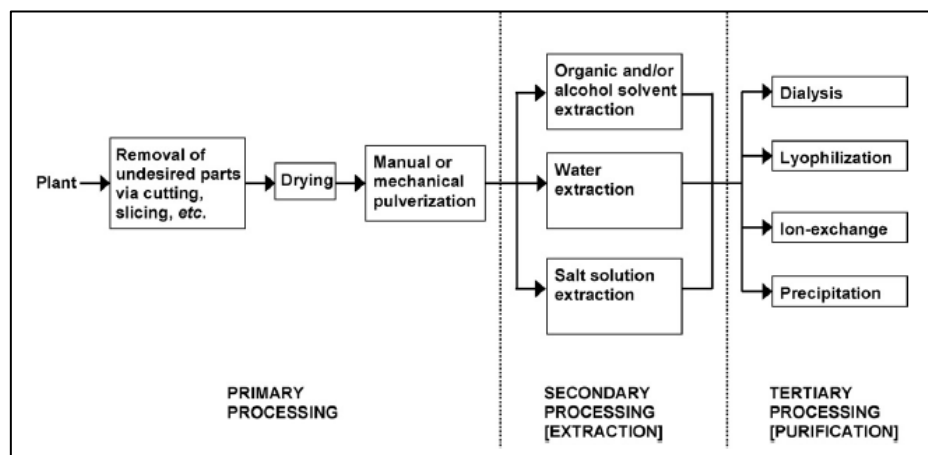 Plant
Removal of
undesired parts
via cutting,
slicing, etc.
Drying
Manual or
mechanical
pulverization
Organic and/or
alcohol solvent
extraction
Water
extraction
Salt solution
extraction
Dialysis
Lyophilization
Ion-exchange
Precipitation
PRIMARY
PROCESSING
SECONDARY
PROCESSING
[EXTRACTION]
TERTIARY
PROCESSING
[PURIFICATION]